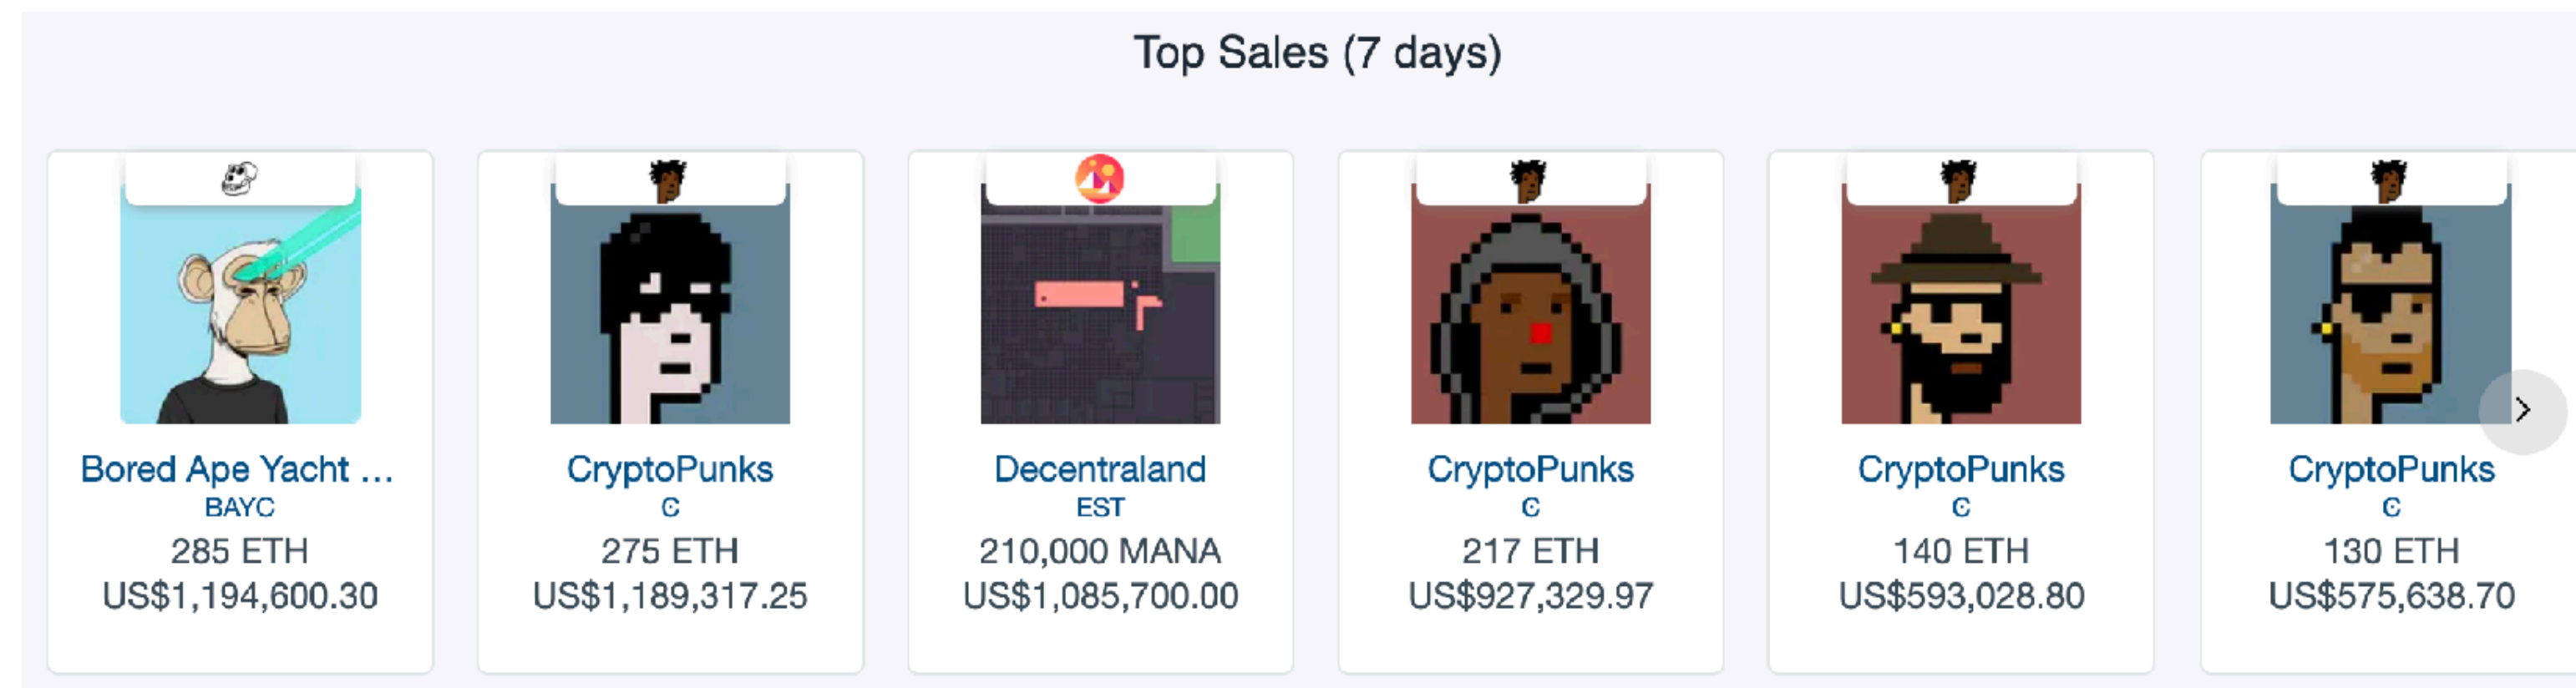 Top Sales (7 days)
Bored Ape Yacht ...
BAYC
285 ETH
US$1,194,600.30
CryptoPunks
Ͼ
275 ETH
US$1,189,317.25
Decentraland
EST
210,000 MANA
US$1,085,700.00
CryptoPunks
Ͼ
217 ETH
US$927,329.97
CryptoPunks
Ͼ
140 ETH
US$593,028.80
CryptoPunks
Ͼ
130 ETH
US$575,638.70